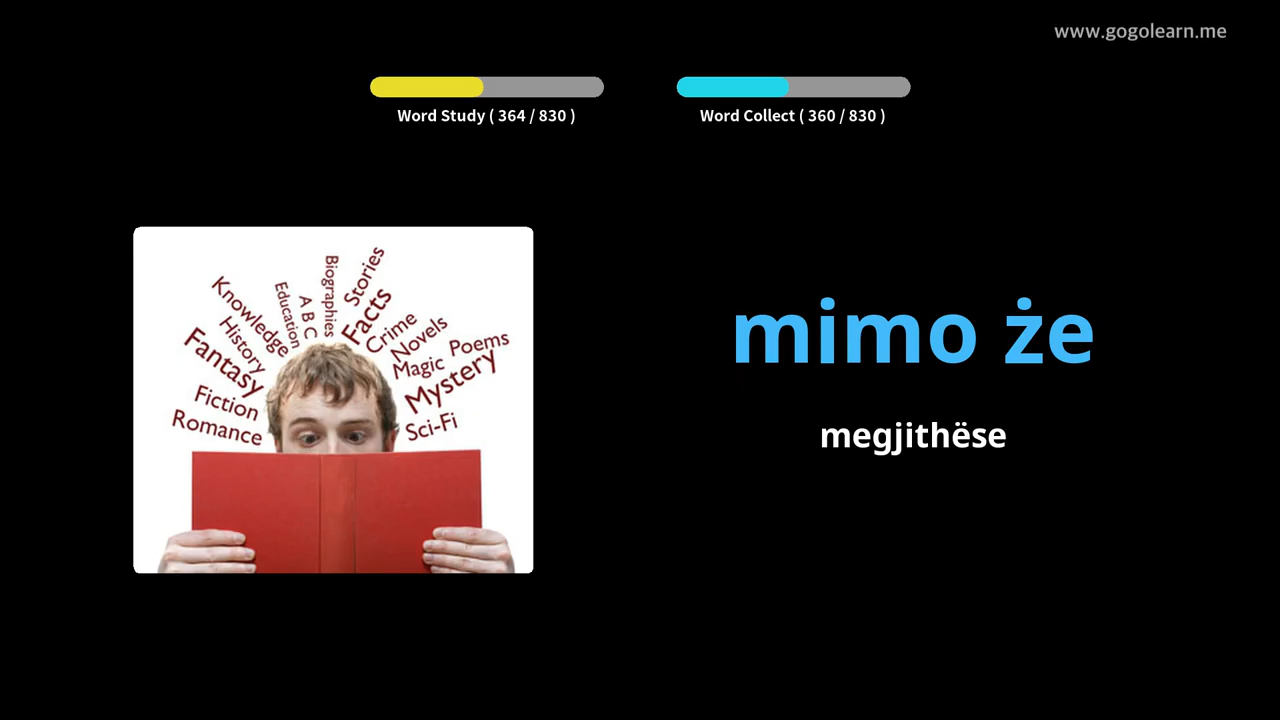 www.gogolearn.me
Word Study ( 364 / 830 )
Word Collect ( 360 / 830 )
Stories
Biographies
Education
A B C
Facts
Knowledge
History
Crime
Novels
Poems
Fantasy
Magic
Mystery
Fiction
Romance
Sci-Fi
mimo że
megjithëse